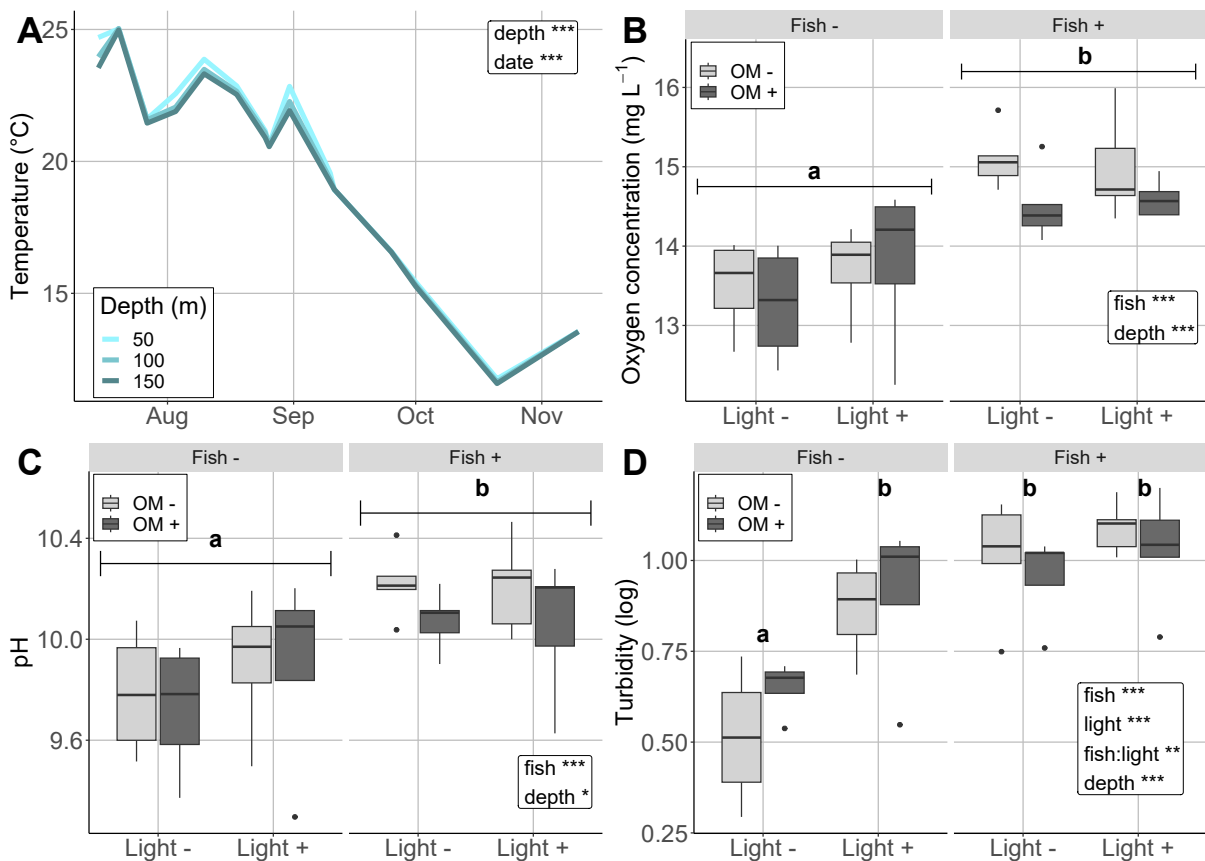 A
25
20
15
Temperature (°C)
depth ***
date ***
Depth (m)
50
100
150
Aug
Sep
Oct
Nov
B
Fish -
Fish +
Oxygen concentration (mg L⁻¹)
16
15
14
13
OM -
OM +
a
b
fish ***
depth ***
Light -
Light +
Light -
Light +
C
Fish -
Fish +
pH
10.4
10.0
9.6
OM -
OM +
a
b
fish ***
depth *
Light -
Light +
Light -
Light +
D
Fish -
Fish +
Turbidity (log)
1.00
0.75
0.50
0.25
OM -
OM +
a
b
b
b
fish ***
light ***
fish:light **
depth ***
Light -
Light +
Light -
Light +